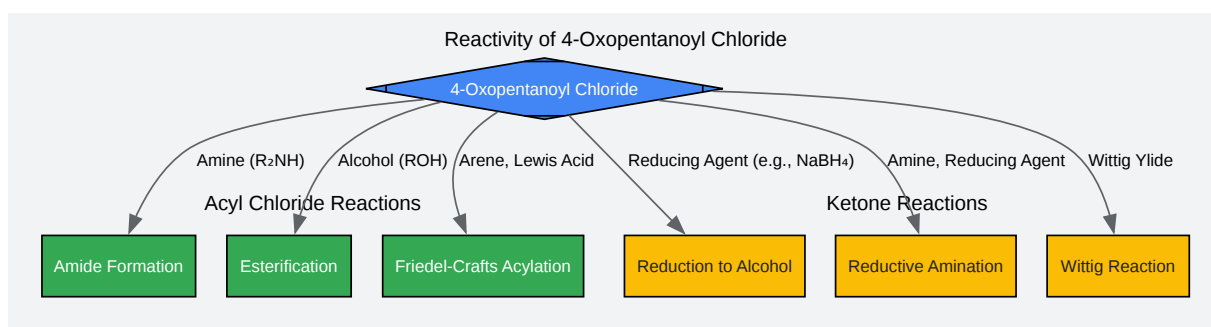 Reactivity of 4-Oxopentanoyl Chloride
4-Oxopentanoyl Chloride
Amine (R₂NH)
Alcohol (ROH)
Arene, Lewis Acid
Reducing Agent (e.g., NaBH₄)
Amine, Reducing Agent
Wittig Ylide
Acyl Chloride Reactions
Ketone Reactions
Amide Formation
Esterification
Friedel-Crafts Acylation
Reduction to Alcohol
Reductive Amination
Wittig Reaction